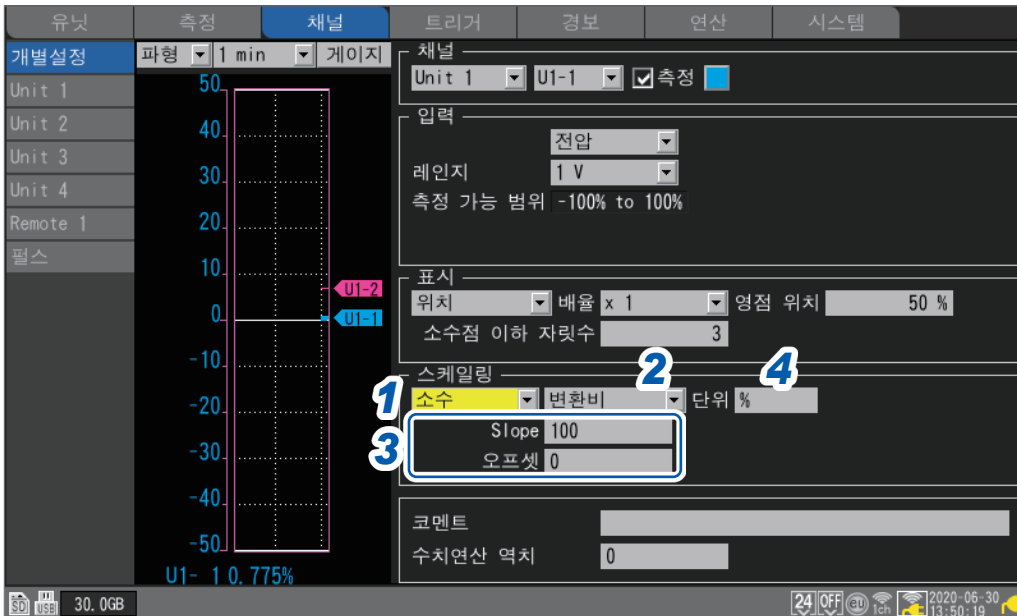 유닛 측정 채널 트리거 경보 연산 시스템
개별설정
Unit 1
Unit 2
Unit 3
Unit 4
Remote 1
펄스
파형 1 min 게이지
50
40
30
20
10
0
-10
-20
-30
-40
-50
U1-2
U1-1
U1- 1 0. 775%
채널
Unit 1 U1-1 측정
입력
전압
레인지 1 V
측정 가능 범위 -100% to 100%
표시
위치 배율 x 1 영점 위치 50 %
소수점 이하 자릿수 3
스케일링 2 4
1 소수 변환비 단위 %
3 Slope 100
오프셋 0
코멘트
수치연산 역치 0
SD USB 30. 0GB
24 OFF eu 1ch 2020-06-30
13:50:19